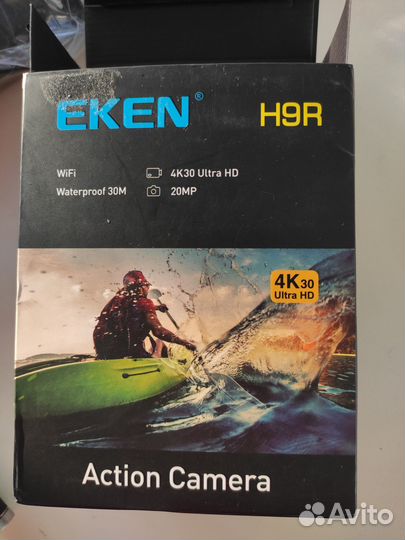 EKEN® H9R
WiFi 4K30 Ultra HD
Waterproof 30M 20MP
4K30
Ultra HD
Action Camera
Avito